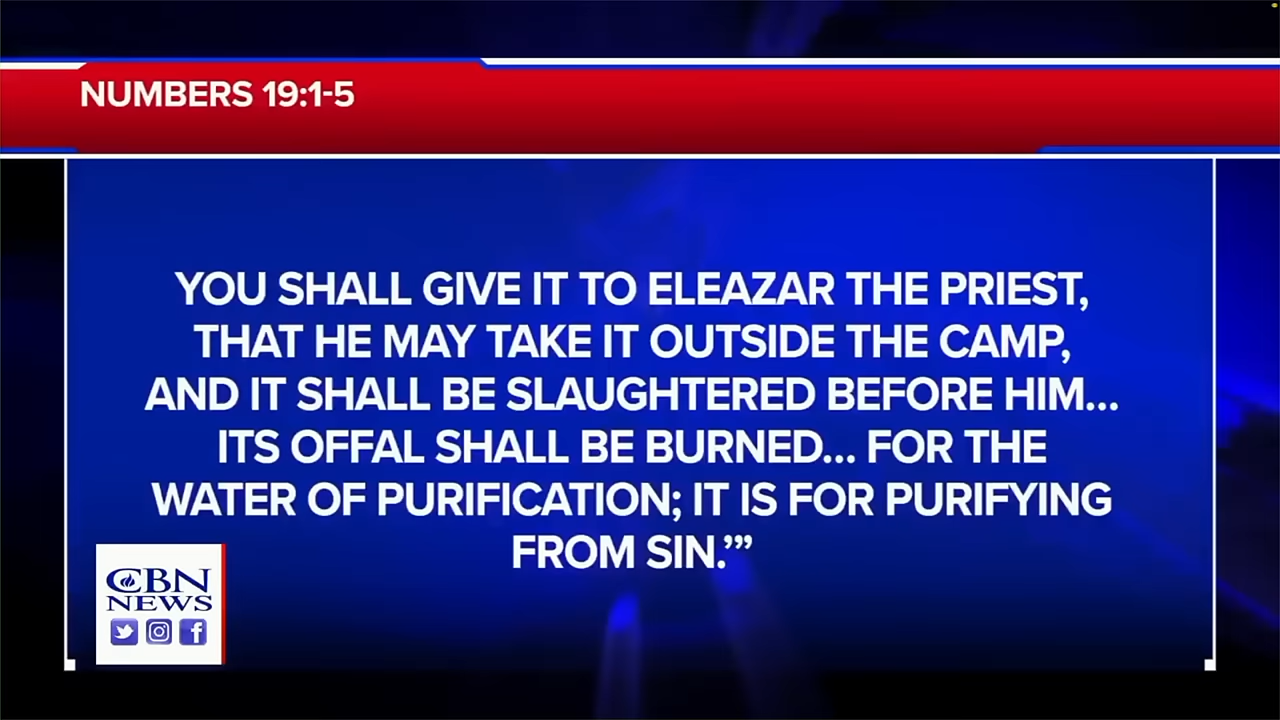 NUMBERS 19:1-5
YOU SHALL GIVE IT TO ELEAZAR THE PRIEST,
THAT HE MAY TAKE IT OUTSIDE THE CAMP,
AND IT SHALL BE SLAUGHTERED BEFORE HIM...
ITS OFFAL SHALL BE BURNED... FOR THE
WATER OF PURIFICATION; IT IS FOR PURIFYING
FROM SIN.’”
CBN
NEWS